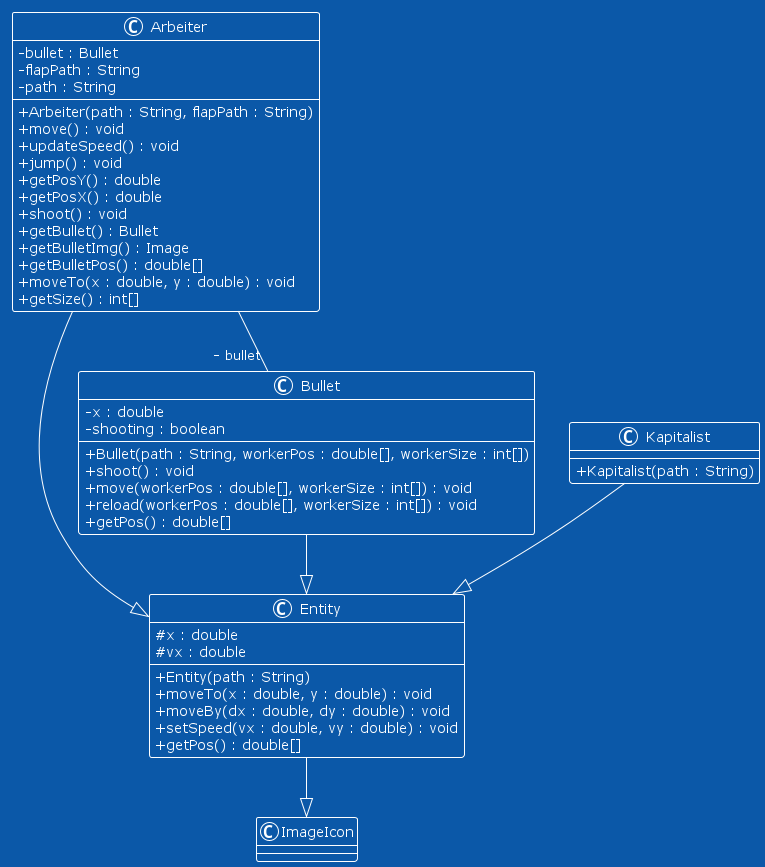 C Arbeiter
-bullet : Bullet
-flapPath : String
-path : String
+Arbeiter(path : String, flapPath : String)
+move() : void
+updateSpeed() : void
+jump() : void
+getPosY() : double
+getPosX() : double
+shoot() : void
+getBullet() : Bullet
+getBulletImg() : Image
+getBulletPos() : double[]
+moveTo(x : double, y : double) : void
+getSize() : int[]
- bullet
C Bullet
-x : double
-shooting : boolean
+Bullet(path : String, workerPos : double[], workerSize : int[])
+shoot() : void
+move(workerPos : double[], workerSize : int[]) : void
+reload(workerPos : double[], workerSize : int[]) : void
+getPos() : double[]
C Kapitalist
+Kapitalist(path : String)
C Entity
#x : double
#vx : double
+Entity(path : String)
+moveTo(x : double, y : double) : void
+moveBy(dx : double, dy : double) : void
+setSpeed(vx : double, vy : double) : void
+getPos() : double[]
C ImageIcon